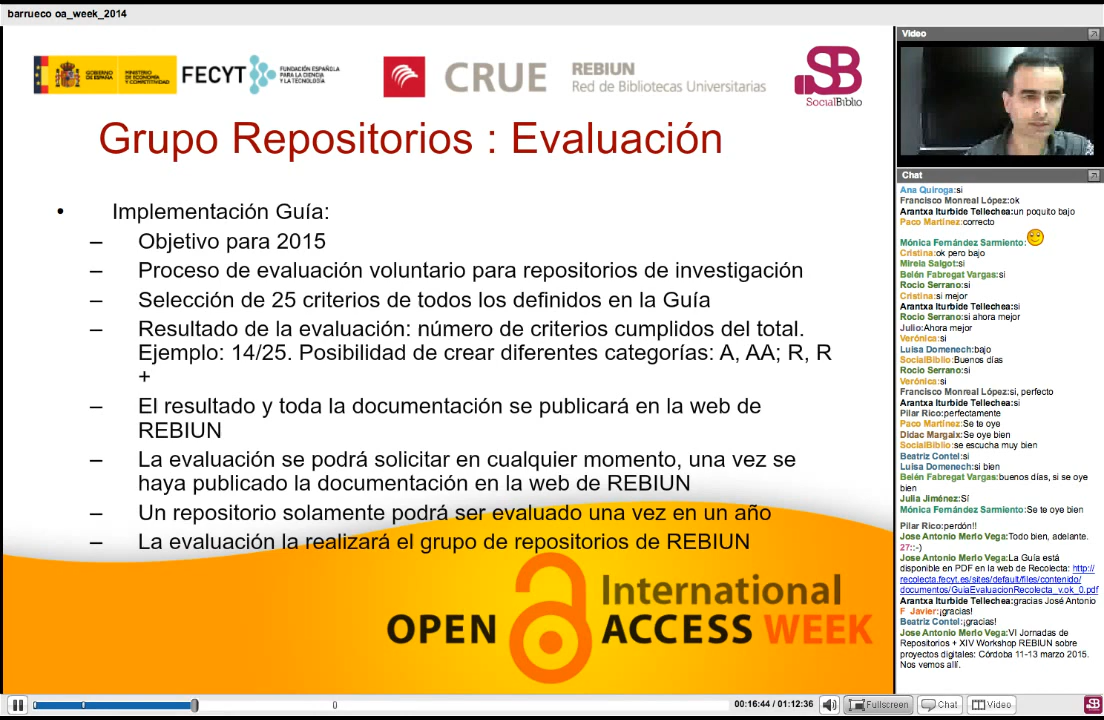 barrueco oa_week_2014
GOBIERNO DE ESPAÑA
MINISTERIO DE ECONOMÍA Y COMPETITIVIDAD
FECYT
FUNDACIÓN ESPAÑOLA
PARA LA CIENCIA
Y LA TECNOLOGÍA
CRUE
REBIUN
Red de Bibliotecas Universitarias
SB
SocialBiblio
Grupo Repositorios : Evaluación
• Implementación Guía:
– Objetivo para 2015
– Proceso de evaluación voluntario para repositorios de investigación
– Selección de 25 criterios de todos los definidos en la Guía
– Resultado de la evaluación: número de criterios cumplidos del total.
Ejemplo: 14/25. Posibilidad de crear diferentes categorías: A, AA; R, R
+
– El resultado y toda la documentación se publicará en la web de
REBIUN
– La evaluación se podrá solicitar en cualquier momento, una vez se
haya publicado la documentación en la web de REBIUN
– Un repositorio solamente podrá ser evaluado una vez en un año
– La evaluación la realizará el grupo de repositorios de REBIUN
International
OPEN ACCESS WEEK
Video
Chat
Ana Quiroga:si
Francisco Monreal López:ok
Arantxa Iturbide Tellechea:un poquito bajo
Paco Martínez:correcto
Mónica Fernández Sarmiento:
Cristina:ok pero bajo
Mireia Salgot:si
Belén Fabregat Vargas:si
Rocio Serrano:si
Cristina:si mejor
Arantxa Iturbide Tellechea:si
Rocio Serrano:si ahora mejor
Julio:Ahora mejor
Verónica:si
Luisa Domenech:bajo
SocialBiblio:Buenos días
Rocio Serrano:si
Verónica:si
Francisco Monreal López:si, perfecto
Arantxa Iturbide Tellechea:si
Pilar Rico:perfectamente
Paco Martínez:Se te oye
Didac Margaix:Se oye bien
SocialBiblio:se escucha muy bien
Beatriz Contel:si
Luisa Domenech:si bien
Belén Fabregat Vargas:buenos días, si se oye
bien
Julia Jiménez:Sí
Mónica Fernández Sarmiento:Se te oye bien
Pilar Rico:perdón!!
Jose Antonio Merlo Vega:Todo bien, adelante.
27::-)
Jose Antonio Merlo Vega:La Guía está
disponible en PDF en la web de Recolecta: http://
recolecta.fecyt.es/sites/default/files/contenido/
documentos/GuiaEvaluacionRecolecta_v.ok_0.pdf
Arantxa Iturbide Tellechea:gracias José Antonio
F Javier:¡gracias!
Beatriz Contel:¡gracias!
Jose Antonio Merlo Vega:VI Jornadas de
Repositorios + XIV Workshop REBIUN sobre
proyectos digitales: Córdoba 11-13 marzo 2015.
Nos vemos allí.
0
00:16:44 / 01:12:36
Fullscreen
Chat
Video
SB